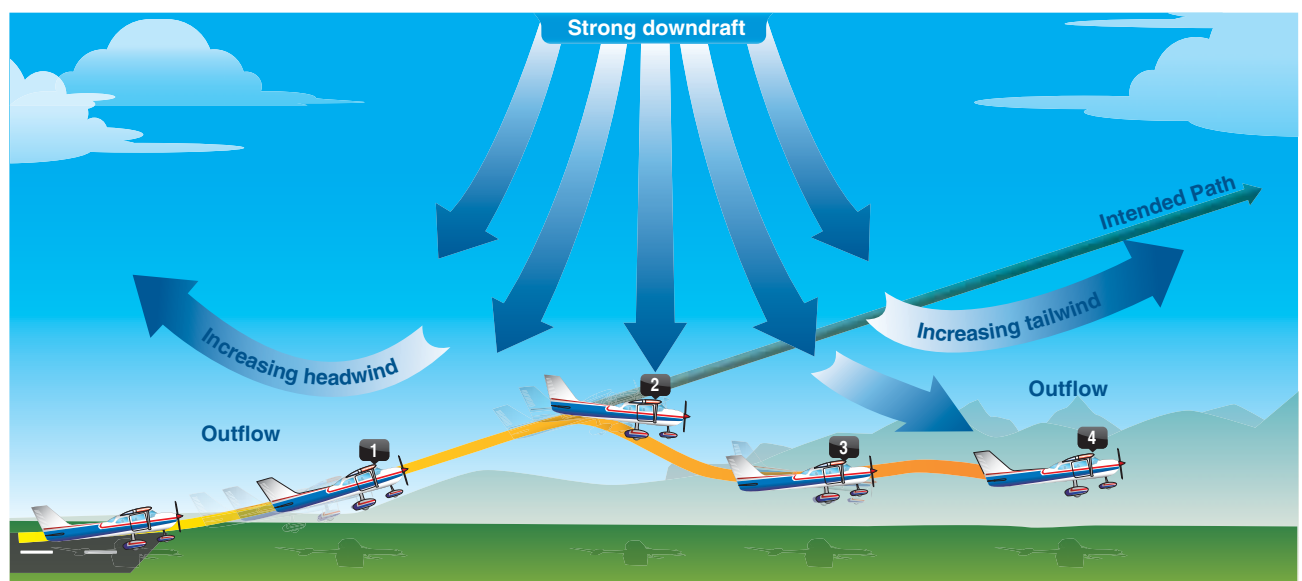 Strong downdraft
Intended Path
Increasing headwind
Increasing tailwind
2
Outflow
Outflow
1
3
4